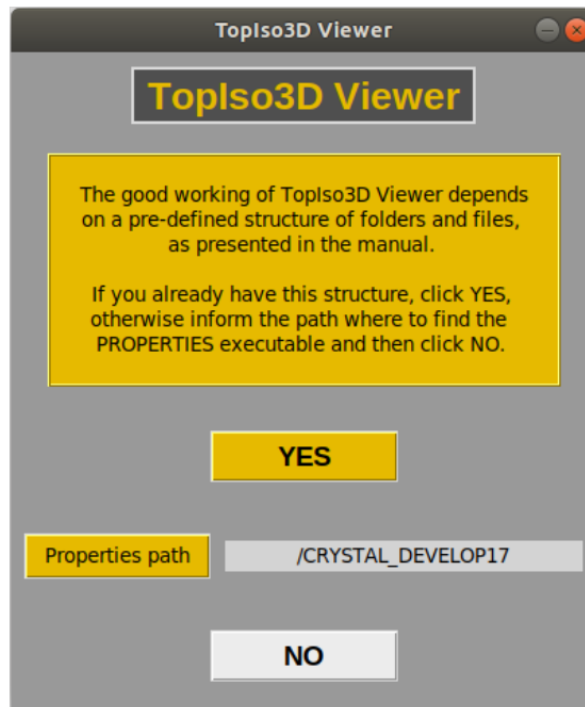 TopIso3D Viewer
TopIso3D Viewer
The good working of TopIso3D Viewer depends
on a pre-defined structure of folders and files,
as presented in the manual.
If you already have this structure, click YES,
otherwise inform the path where to find the
PROPERTIES executable and then click NO.
YES
Properties path
/CRYSTAL_DEVELOP17
NO